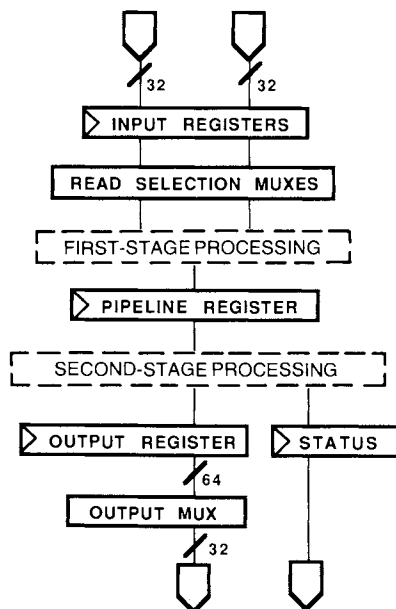 32 32
INPUT REGISTERS
READ SELECTION MUXES
FIRST-STAGE PROCESSING
PIPELINE REGISTER
SECOND-STAGE PROCESSING
OUTPUT REGISTER STATUS
64
OUTPUT MUX
32